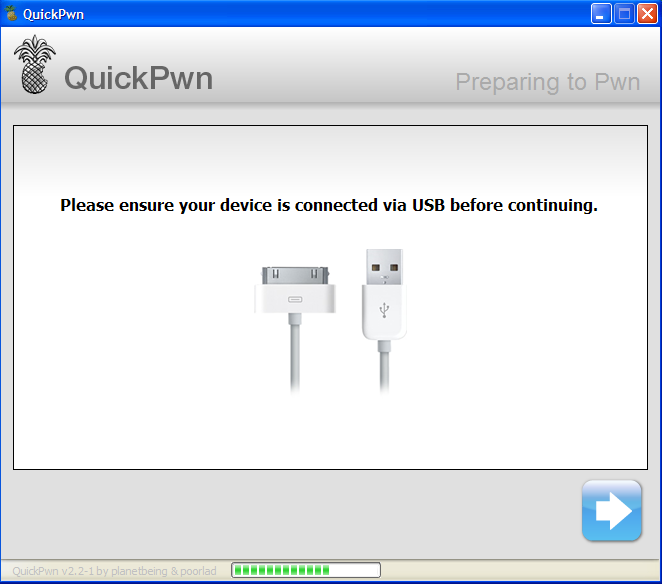 QuickPwn
QuickPwn
Preparing to Pwn
Please ensure your device is connected via USB before continuing.
QuickPwn v2.2-1 by planetbeing & poorlad